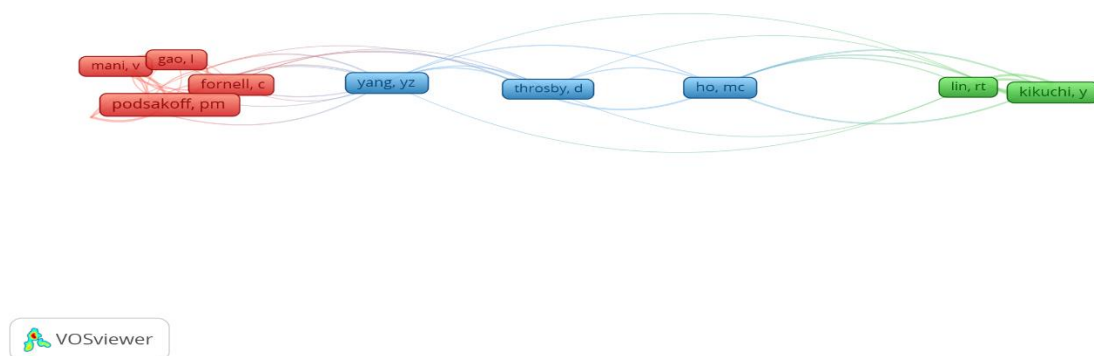 mani, v
gao, l
fornell, c
podsakoff, pm
yang, yz
throsby, d
ho, mc
lin, rt
kikuchi, y
VOSviewer